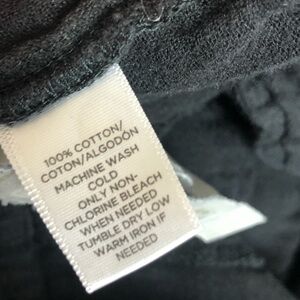 100% COTTON/
COTON/ALGODÓN
MACHINE WASH
COLD
ONLY NON-
CHLORINE BLEACH
WHEN NEEDED
TUMBLE DRY LOW
WARM IRON IF
NEEDED